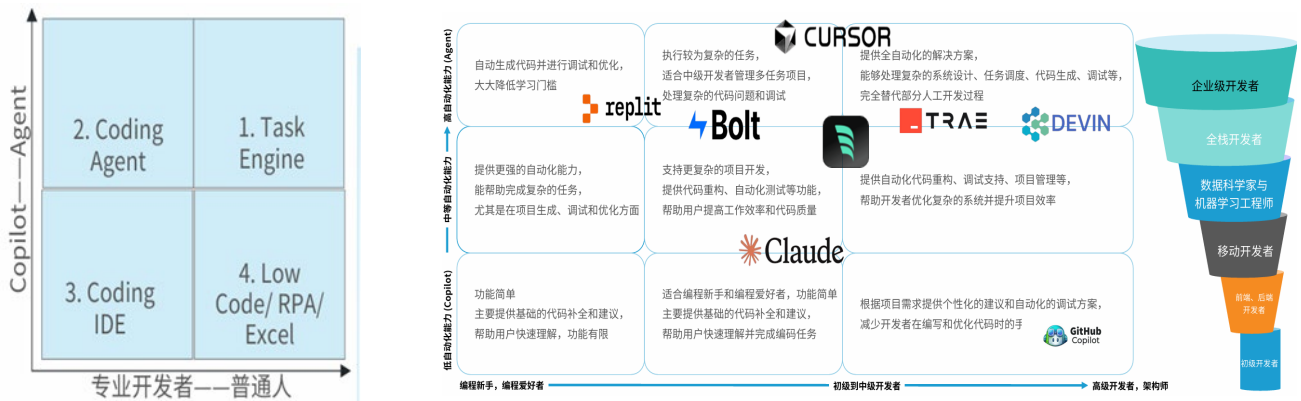 Copilot——Agent
2. Coding
Agent
1. Task
Engine
3. Coding
IDE
4. Low
Code/ RPA/
Excel
专业开发者——普通人
高自动化能力 (Agent)
中等自动化能力
低自动化能力 (Copilot)
自动生成代码并进行调试和优化，
大大降低学习门槛
执行较为复杂的任务，
适合中级开发者管理多任务项目，
处理复杂的代码问题和调试
提供全自动化的解决方案，
能够处理复杂的系统设计、任务调度、代码生成、调试等，
完全替代部分人工开发过程
CURSOR
replit
Bolt
TRAE
DEVIN
提供更强的自动化能力，
能帮助完成复杂的任务，
尤其是在项目生成、调试和优化方面
支持更复杂的项目开发，
提供代码重构、自动化测试等功能，
帮助用户提高工作效率和代码质量
提供自动化代码重构、调试支持、项目管理等，
帮助开发者优化复杂的系统并提升项目效率
Claude
功能简单
主要提供基础的代码补全和建议，
帮助用户快速理解，功能有限
适合编程新手和编程爱好者，功能简单
主要提供基础的代码补全和建议，
帮助用户快速理解并完成编码任务
根据项目需求提供个性化的建议和自动化的调试方案，
减少开发者在编写和优化代码时的手
GitHub
Copilot
编程新手，编程爱好者
初级到中级开发者
高级开发者，架构师
企业级开发者
全栈开发者
数据科学家与
机器学习工程师
移动开发者
前端、后端
开发者
初级开发者